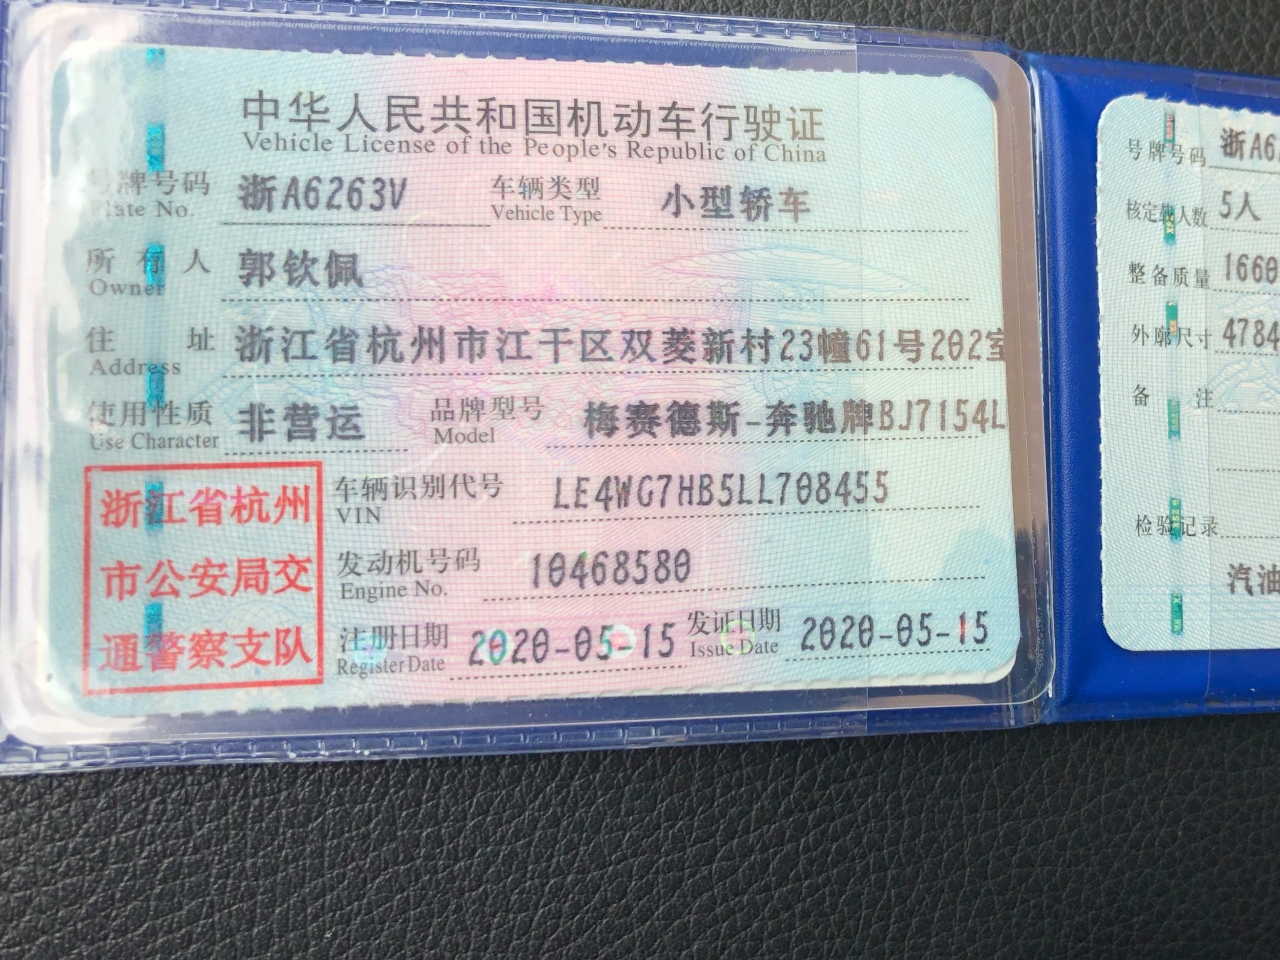 中华人民共和国机动车行驶证
Vehicle License of the People's Republic of China
号牌号码 浙A6263V 车辆类型 小型轿车
Plate No. Vehicle Type
所有人 郭钦佩
Owner
住址 浙江省杭州市江干区双菱新村23幢61号202室
Address
使用性质 非营运 品牌型号 梅赛德斯-奔驰牌BJ7154L
Use Character Model
浙江省杭州
市公安局交
通警察支队
车辆识别代号 LE4WG7HB5LL708455
VIN
发动机号码 10468580
Engine No.
注册日期 2020-05-15 发证日期 2020-05-15
Register Date Issue Date
号牌号码 浙A6
核定载人数 5人
整备质量 1660
外廓尺寸 4784
备注
检验记录
汽油